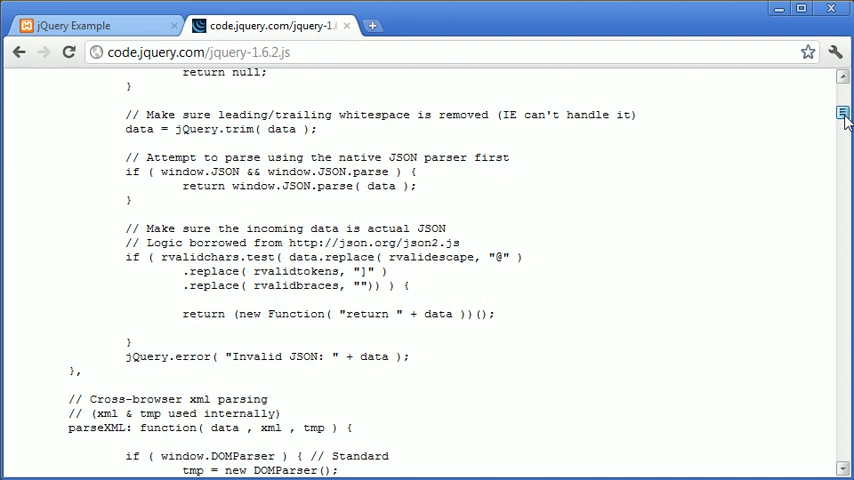 jQuery Example
code.jquery.com/jquery-1.6
code.jquery.com/jquery-1.6.2.js
return null;
}
// Make sure leading/trailing whitespace is removed (IE can't handle it)
data = jQuery.trim( data );
// Attempt to parse using the native JSON parser first
if ( window.JSON && window.JSON.parse ) {
return window.JSON.parse( data );
}
// Make sure the incoming data is actual JSON
// Logic borrowed from http://json.org/json2.js
if ( rvalidchars.test( data.replace( rvalidescape, "@" )
.replace( rvalidtokens, "]" )
.replace( rvalidbraces, "")) ) {
return (new Function( "return " + data ))();
}
jQuery.error( "Invalid JSON: " + data );
},
// Cross-browser xml parsing
// (xml & tmp used internally)
parseXML: function( data , xml , tmp ) {
if ( window.DOMParser ) { // Standard
tmp = new DOMParser();